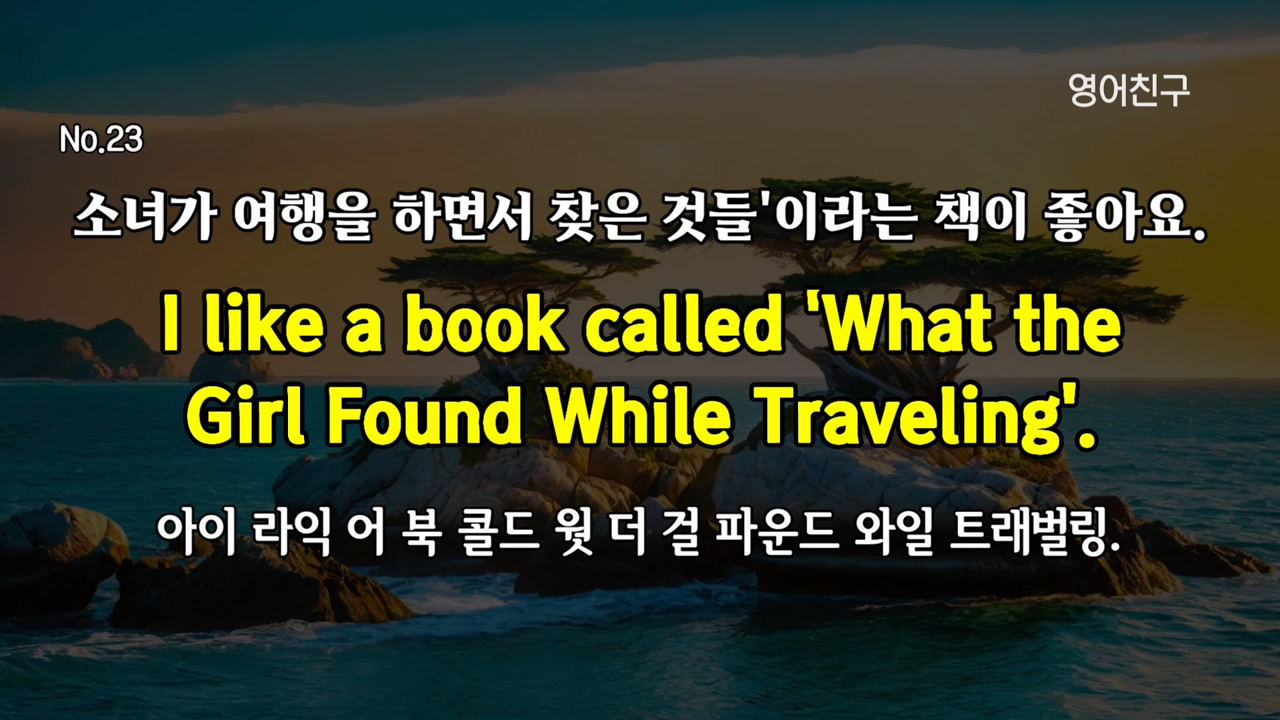 영어친구
No.23
소녀가 여행을 하면서 찾은 것들'이라는 책이 좋아요.
I like a book called 'What the
Girl Found While Traveling'.
아이 라익 어 북 콜드 웟 더 걸 파운드 와일 트래벌링.